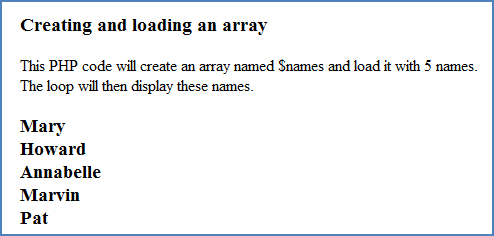 Creating and loading an array
This PHP code will create an array named $names and load it with 5 names.
The loop will then display these names.
Mary
Howard
Annabelle
Marvin
Pat